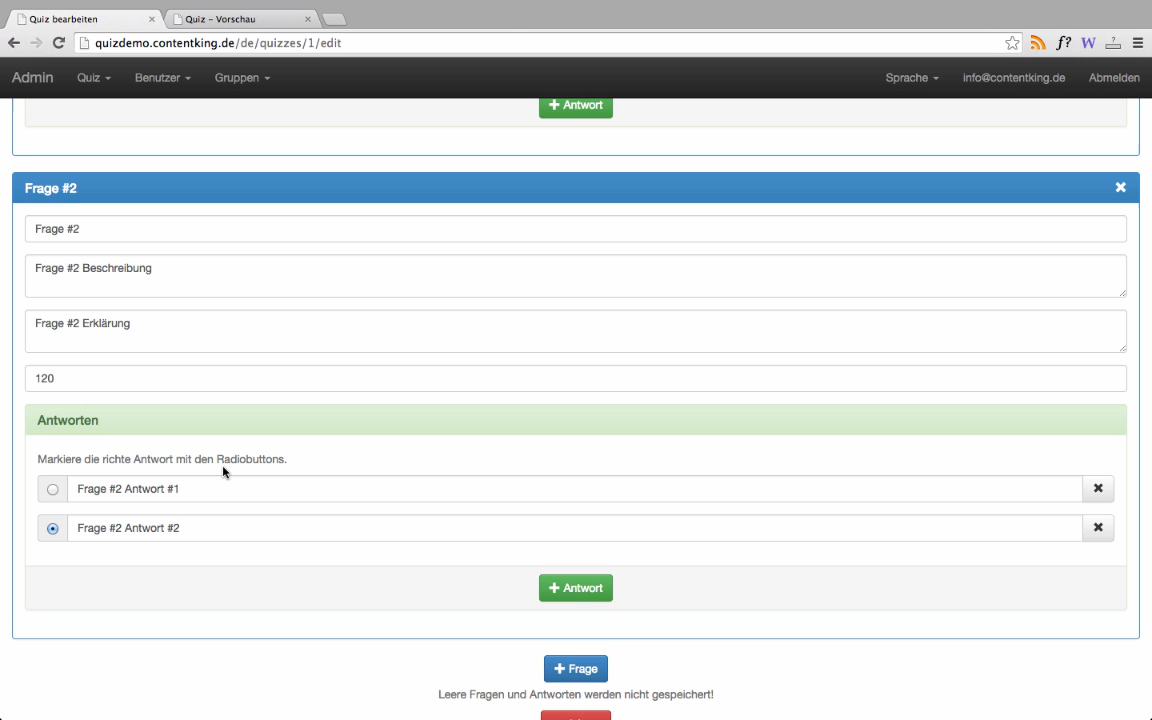 Quiz bearbeiten
Quiz – Vorschau
quizdemo.contentking.de/de/quizzes/1/edit
f?
W
Admin Quiz Benutzer Gruppen Sprache info@contentking.de Abmelden
Antwort
Frage #2
Frage #2
Frage #2 Beschreibung
Frage #2 Erklärung
120
Antworten
Markiere die richte Antwort mit den Radiobuttons.
Frage #2 Antwort #1
Frage #2 Antwort #2
Antwort
Frage
Leere Fragen und Antworten werden nicht gespeichert!